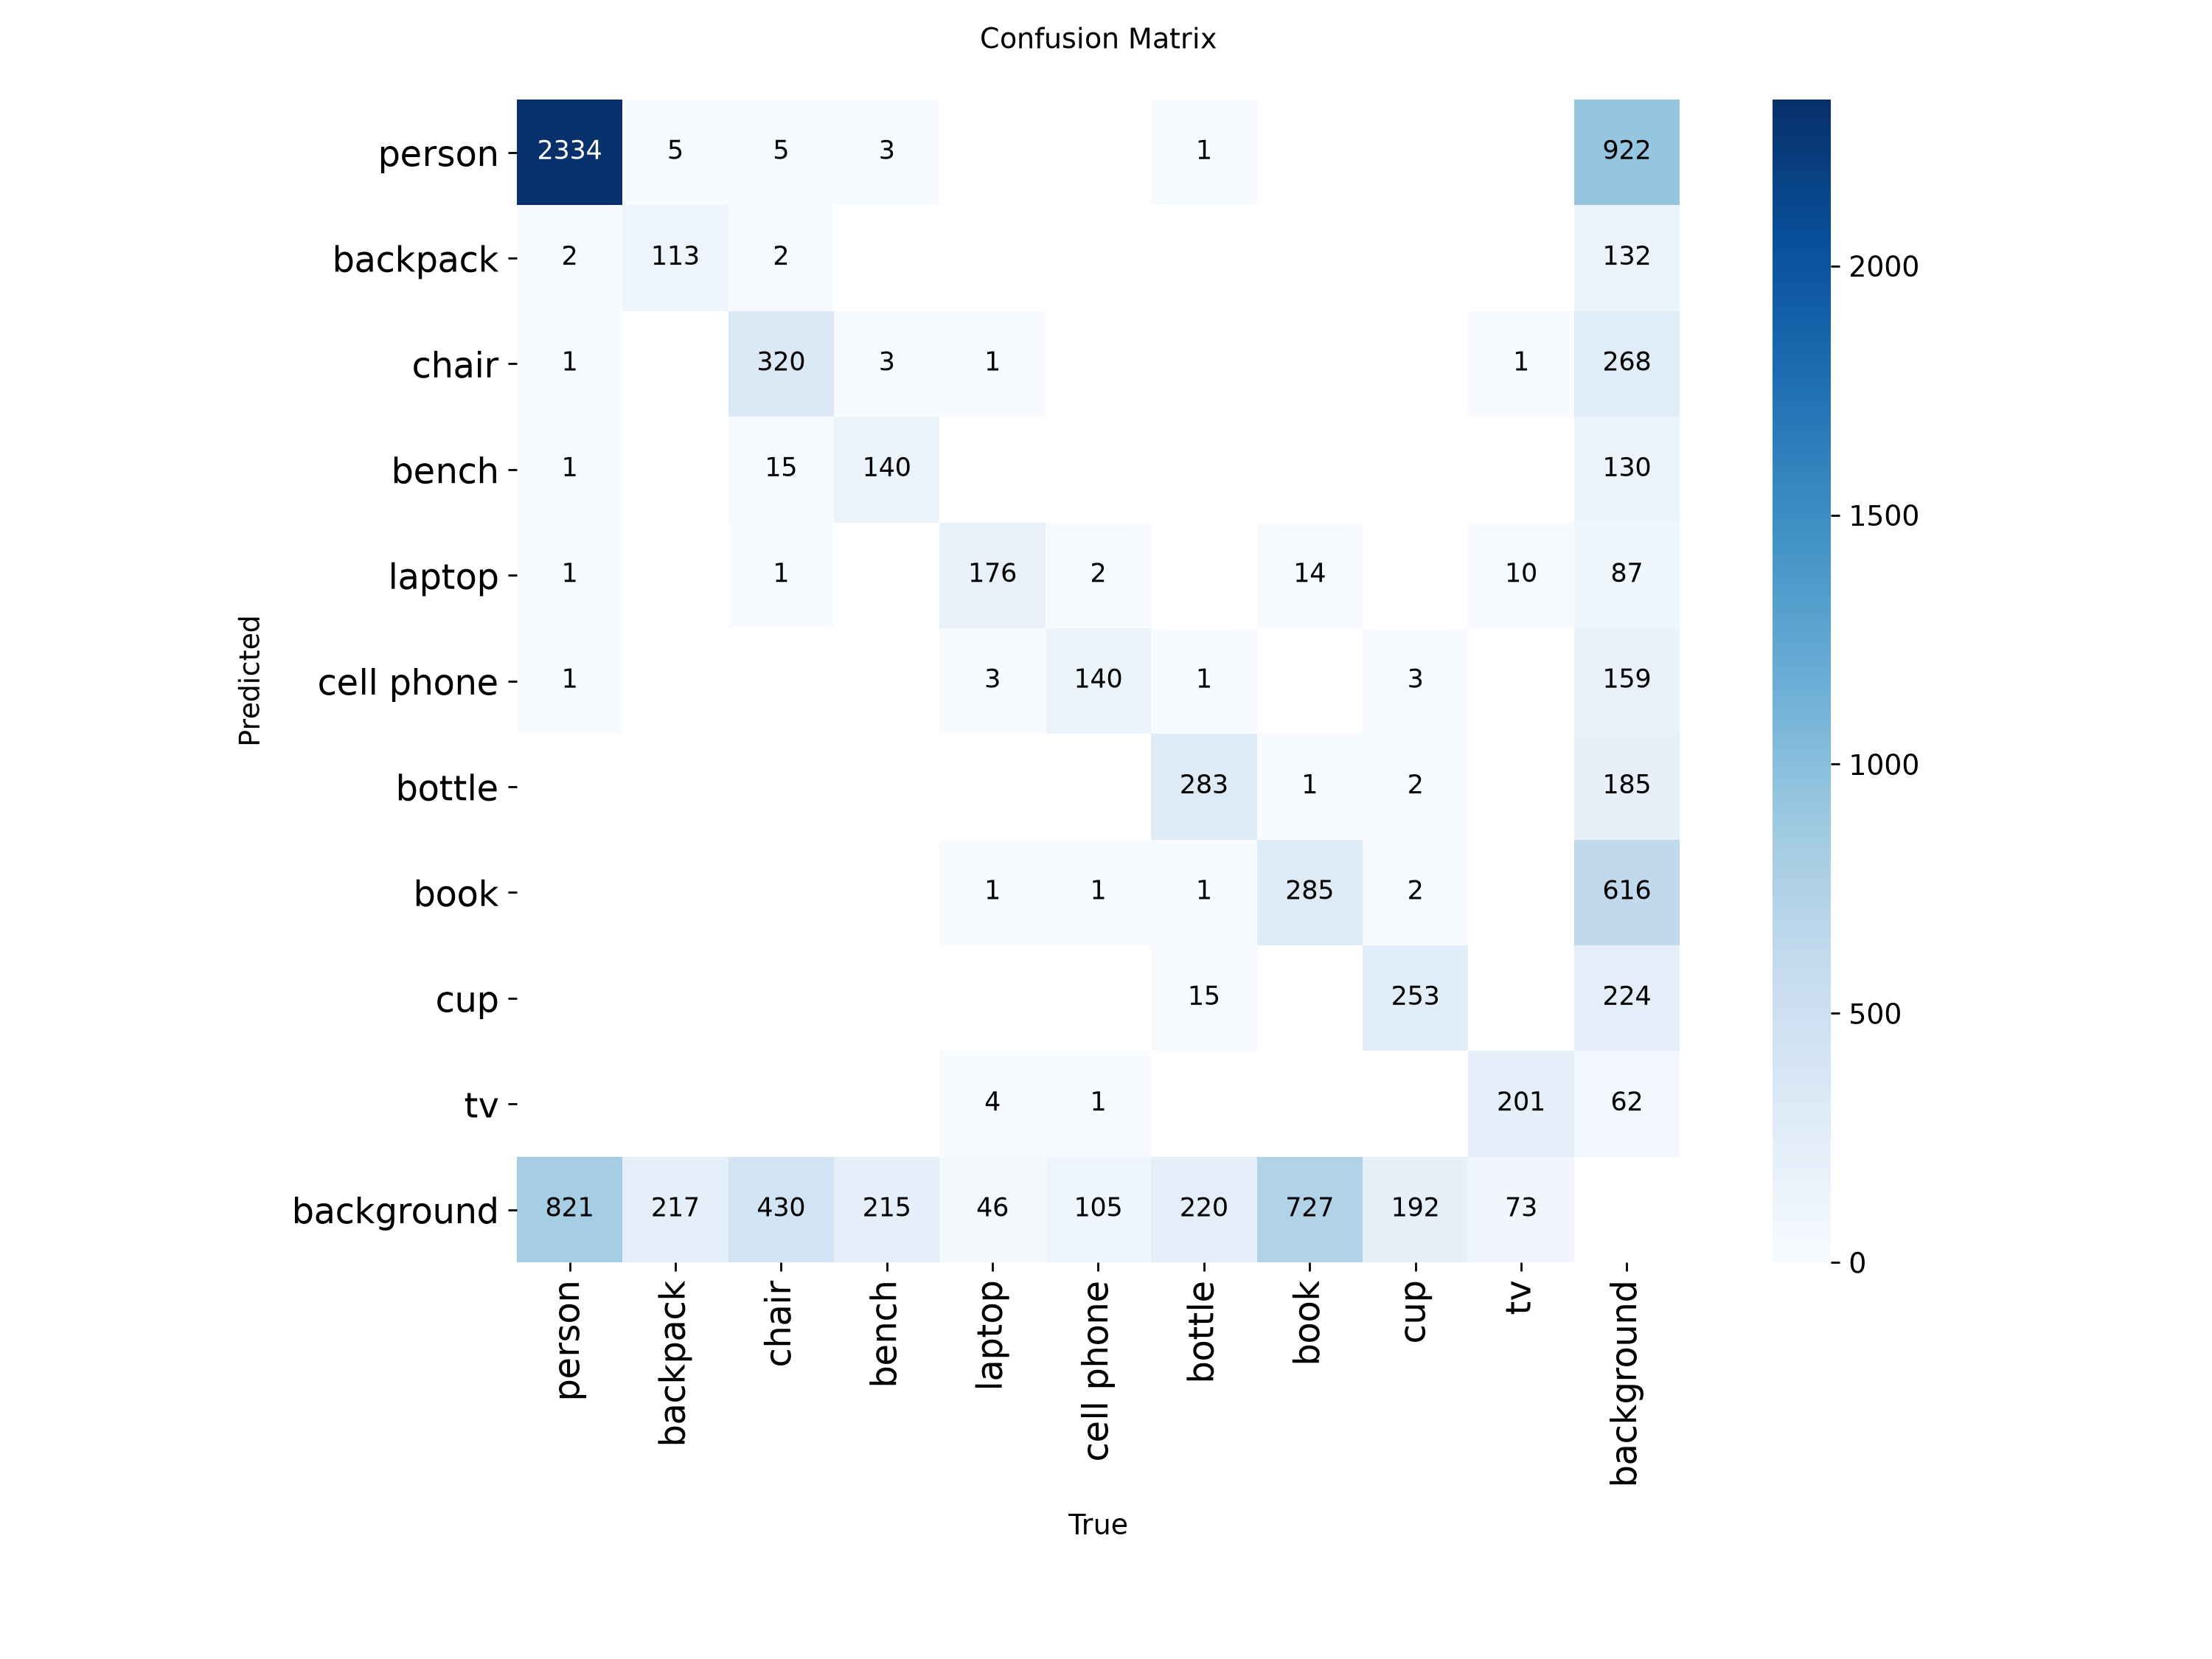 Confusion Matrix
person 2334 5 5 3 1 922
backpack 2 113 2 132
chair 1 320 3 1 1 268
bench 1 15 140 130
laptop 1 1 176 2 14 10 87
cell phone 1 3 140 1 3 159
bottle 283 1 2 185
book 1 1 1 285 2 616
cup 15 253 224
tv 4 1 201 62
background 821 217 430 215 46 105 220 727 192 73
person backpack chair bench laptop cell phone bottle book cup tv background
Predicted
True
2000
1500
1000
500
0